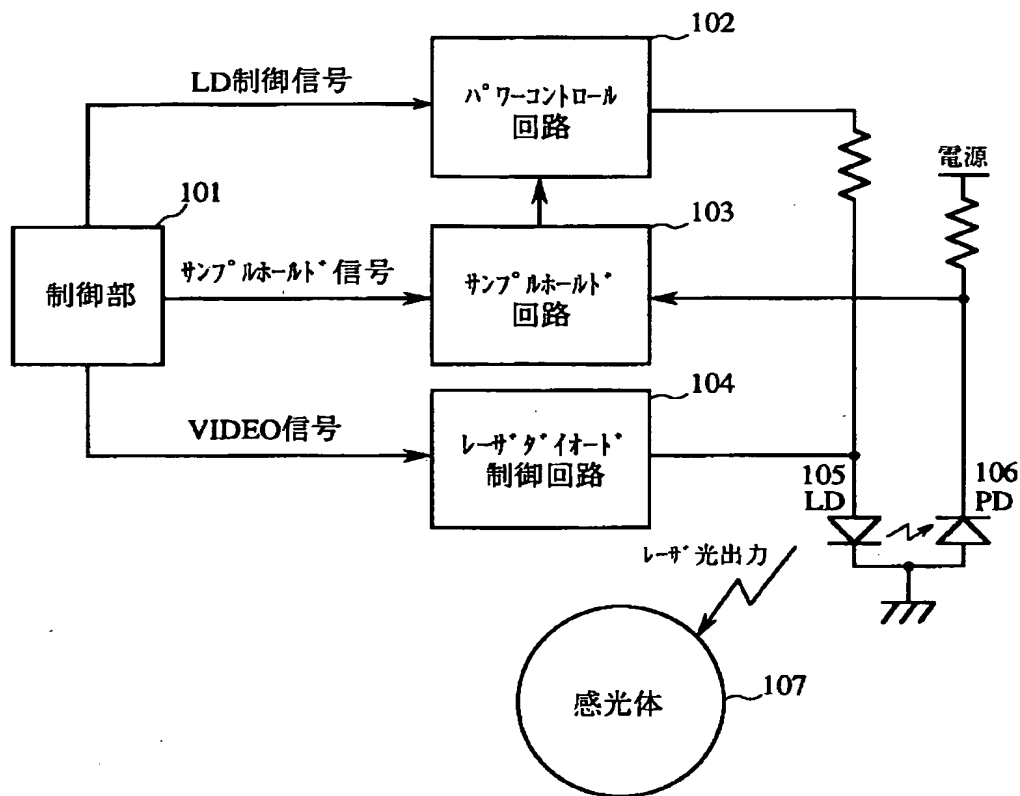 102
LD制御信号
ﾊﾟﾜｰｺﾝﾄﾛｰﾙ
回路
電源
101
103
制御部
ｻﾝﾌﾟﾙﾎｰﾙﾄﾞ信号
ｻﾝﾌﾟﾙﾎｰﾙﾄﾞ
回路
104
VIDEO信号
ﾚｰｻﾞﾀﾞｲｵｰﾄﾞ
制御回路
105
LD
106
PD
ﾚｰｻﾞ光出力
感光体
107